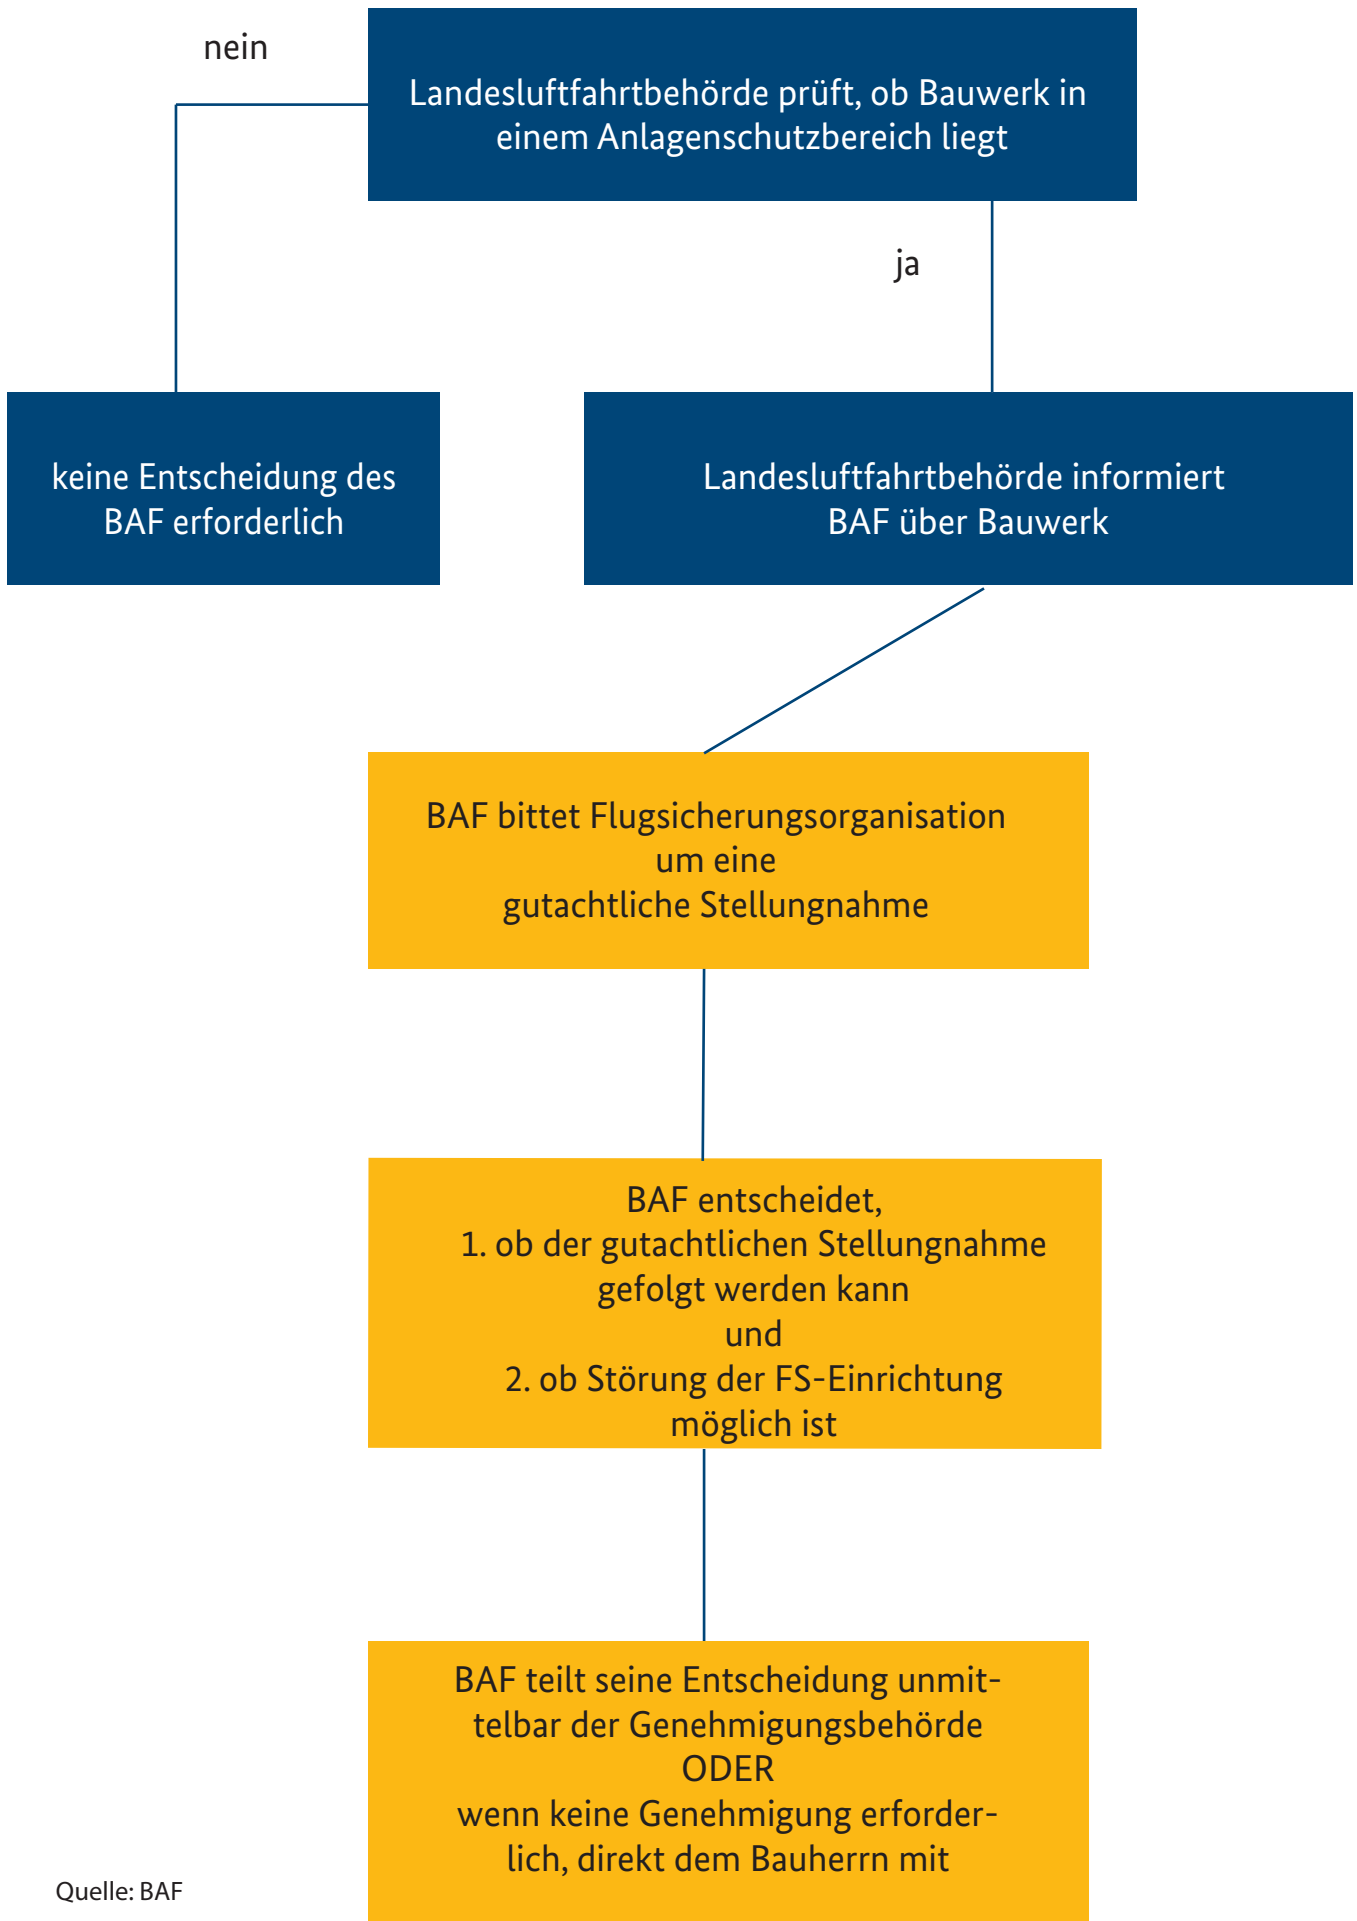 nein
Landesluftfahrtbehörde prüft, ob Bauwerk in
einem Anlagenschutzbereich liegt
ja
keine Entscheidung des
BAF erforderlich
Landesluftfahrtbehörde informiert
BAF über Bauwerk
BAF bittet Flugsicherungsorganisation
um eine
gutachtliche Stellungnahme
BAF entscheidet,
1. ob der gutachtlichen Stellungnahme
gefolgt werden kann
und
2. ob Störung der FS-Einrichtung
möglich ist
BAF teilt seine Entscheidung unmit-
telbar der Genehmigungsbehörde
ODER
wenn keine Genehmigung erforder-
lich, direkt dem Bauherrn mit
Quelle: BAF